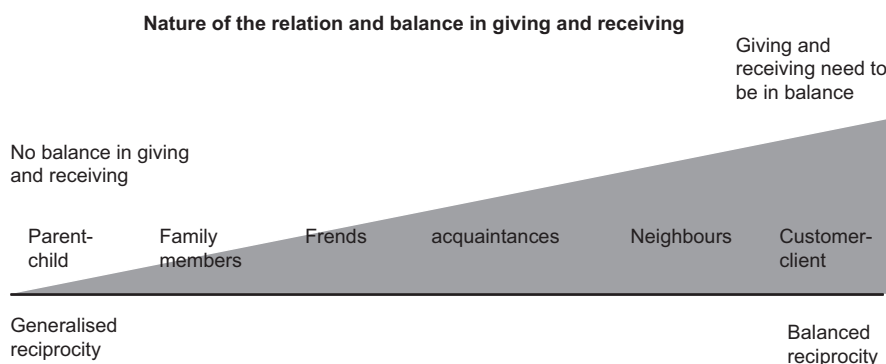 Nature of the relation and balance in giving and receiving
Giving and
receiving need to
be in balance
No balance in giving
and receiving
Parent-
child
Family
members
Frends
acquaintances
Neighbours
Customer-
client
Generalised
reciprocity
Balanced
reciprocity